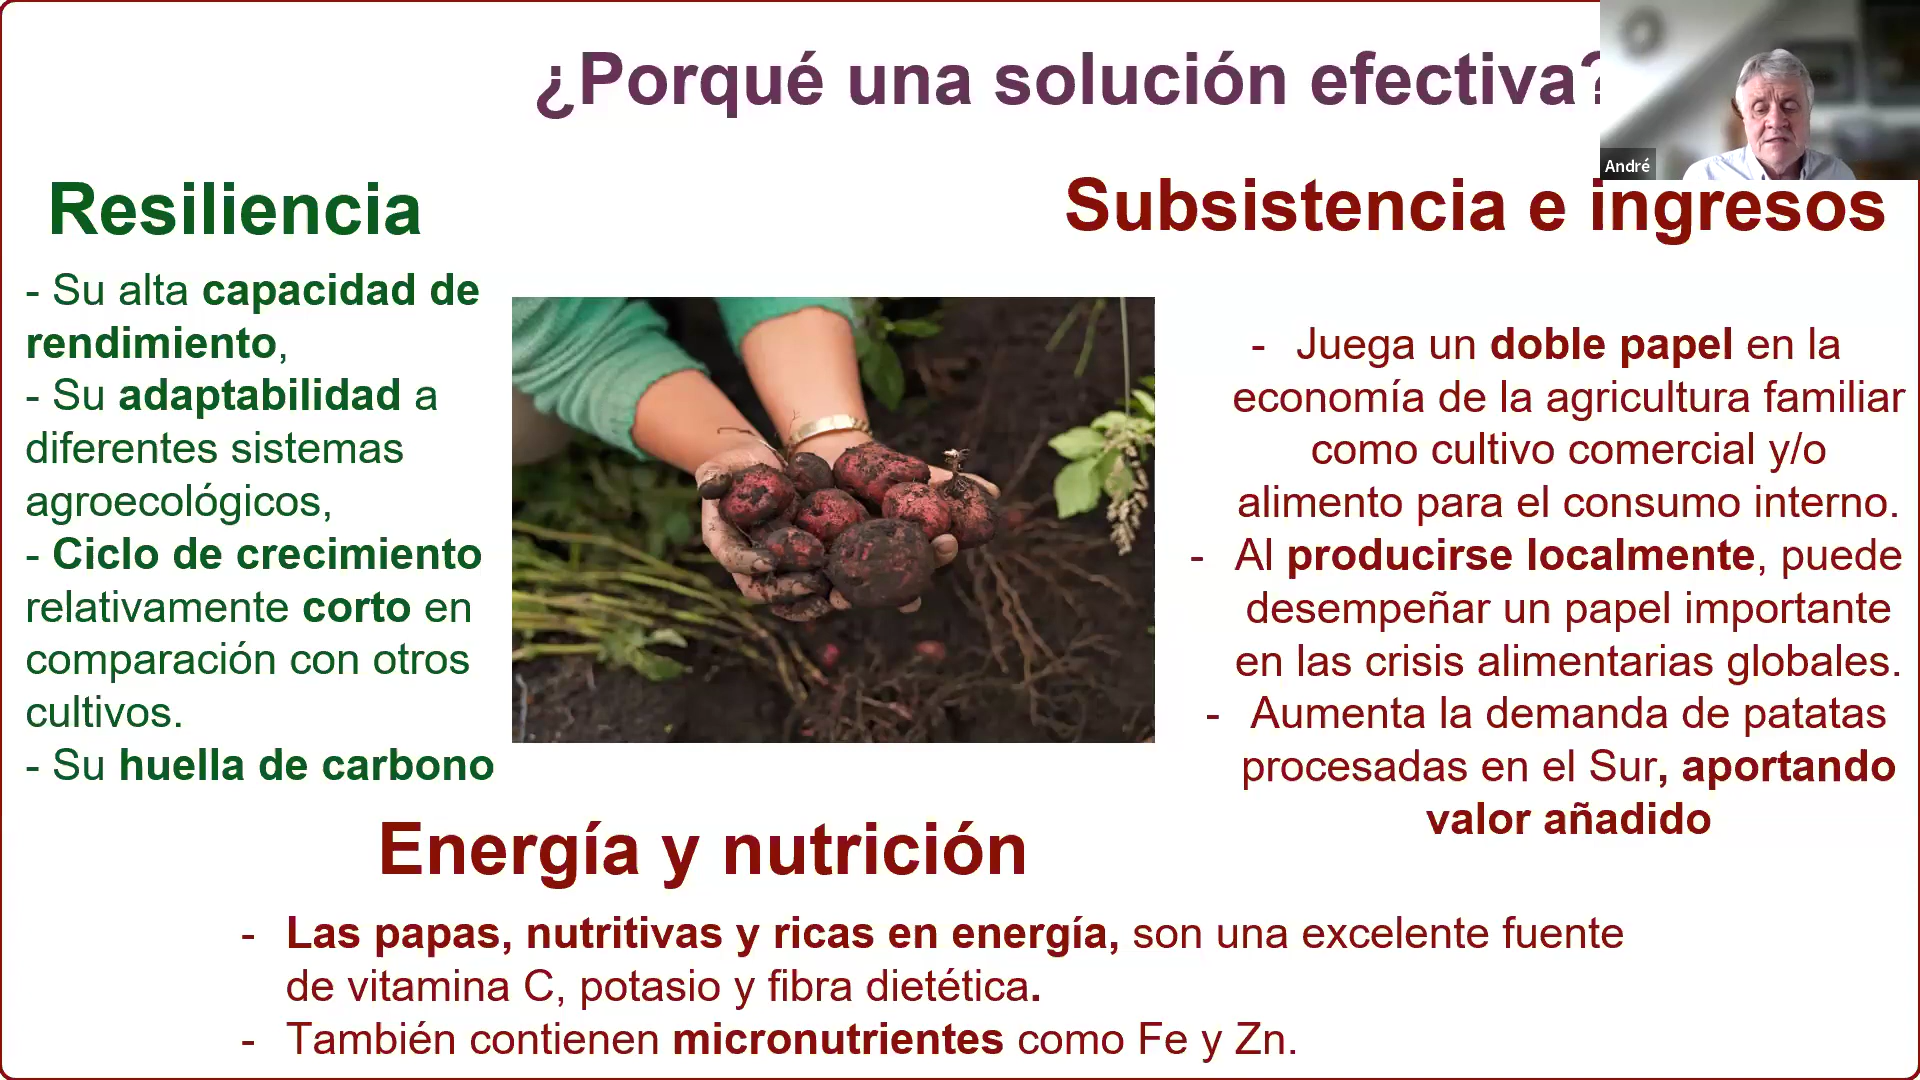 ¿Porqué una solución efectiva?
André
Resiliencia
- Su alta capacidad de
rendimiento,
- Su adaptabilidad a
diferentes sistemas
agroecológicos,
- Ciclo de crecimiento
relativamente corto en
comparación con otros
cultivos.
- Su huella de carbono
Subsistencia e ingresos
- Juega un doble papel en la
economía de la agricultura familiar
como cultivo comercial y/o
alimento para el consumo interno.
- Al producirse localmente, puede
desempeñar un papel importante
en las crisis alimentarias globales.
- Aumenta la demanda de patatas
procesadas en el Sur, aportando
valor añadido
Energía y nutrición
- Las papas, nutritivas y ricas en energía, son una excelente fuente
de vitamina C, potasio y fibra dietética.
- También contienen micronutrientes como Fe y Zn.